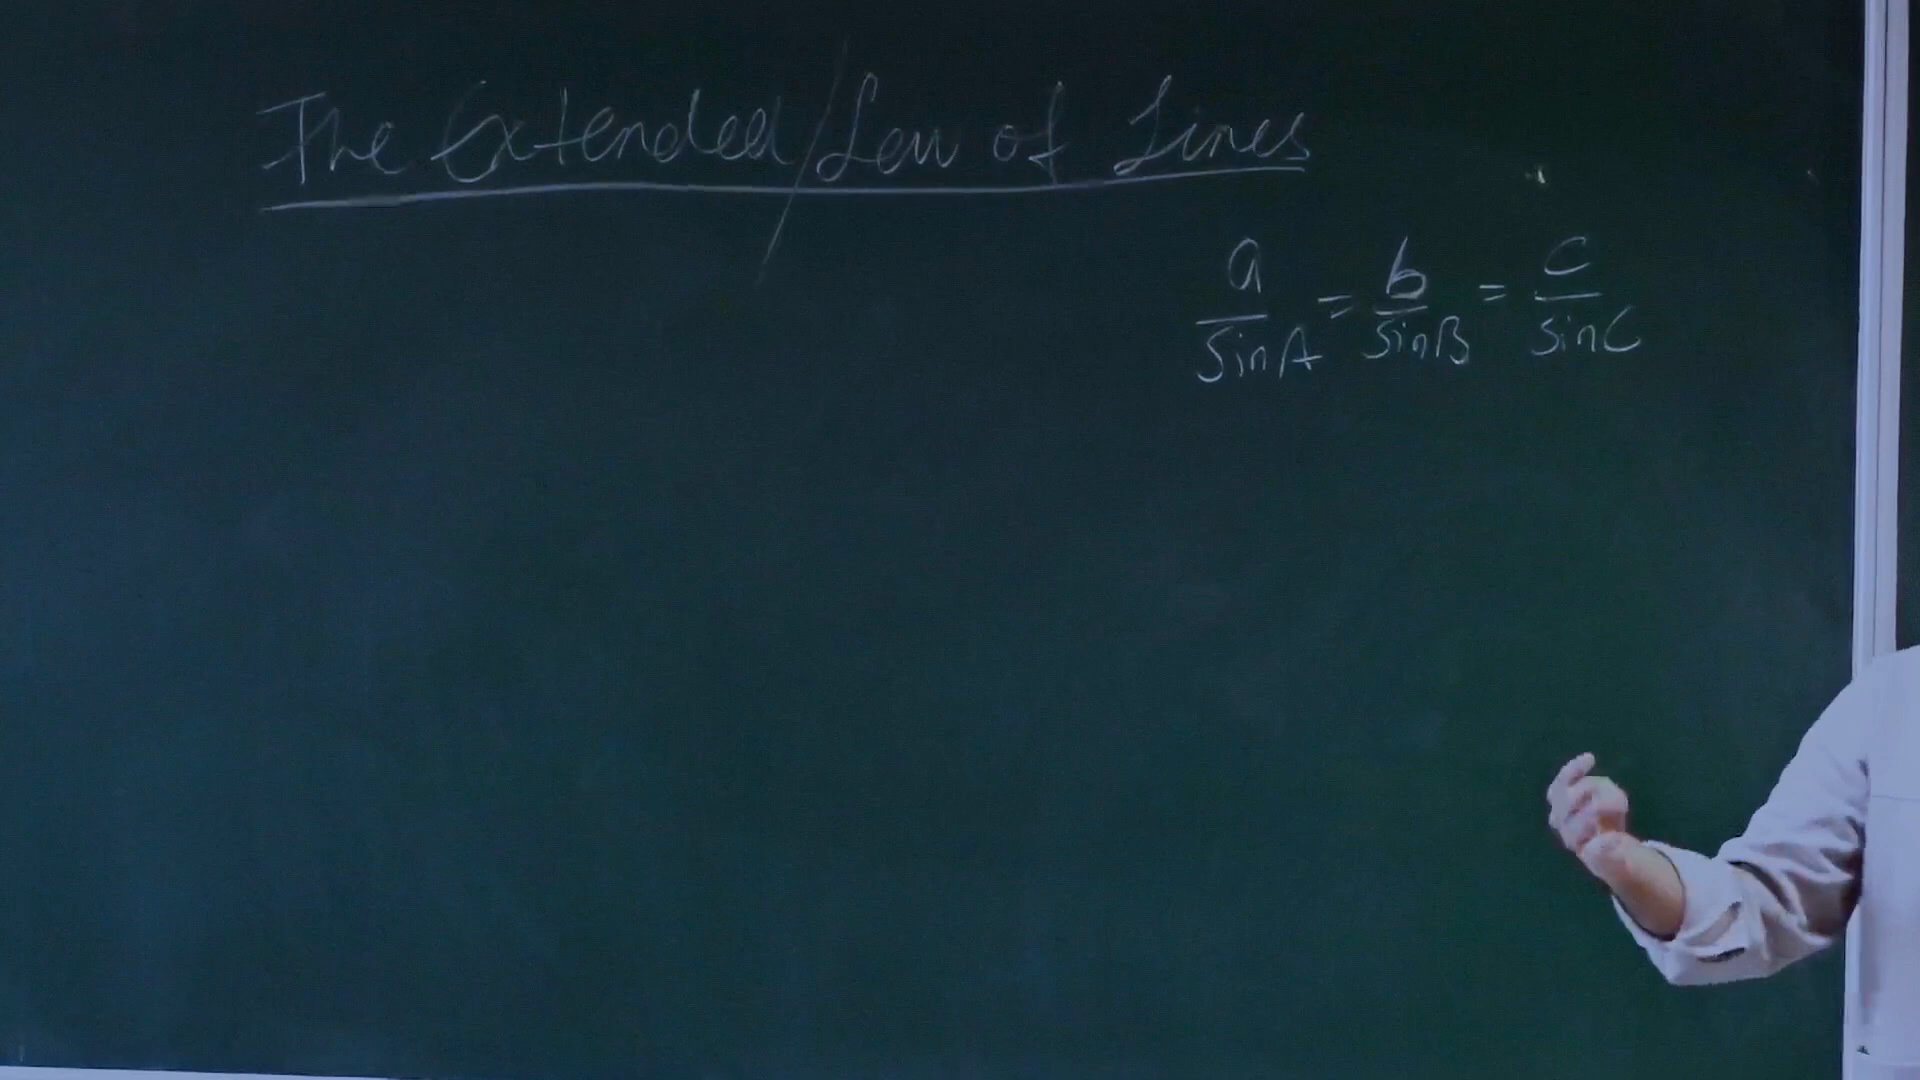 The Extended/Law of Sines
a/sinA = b/sinB = c/sinC